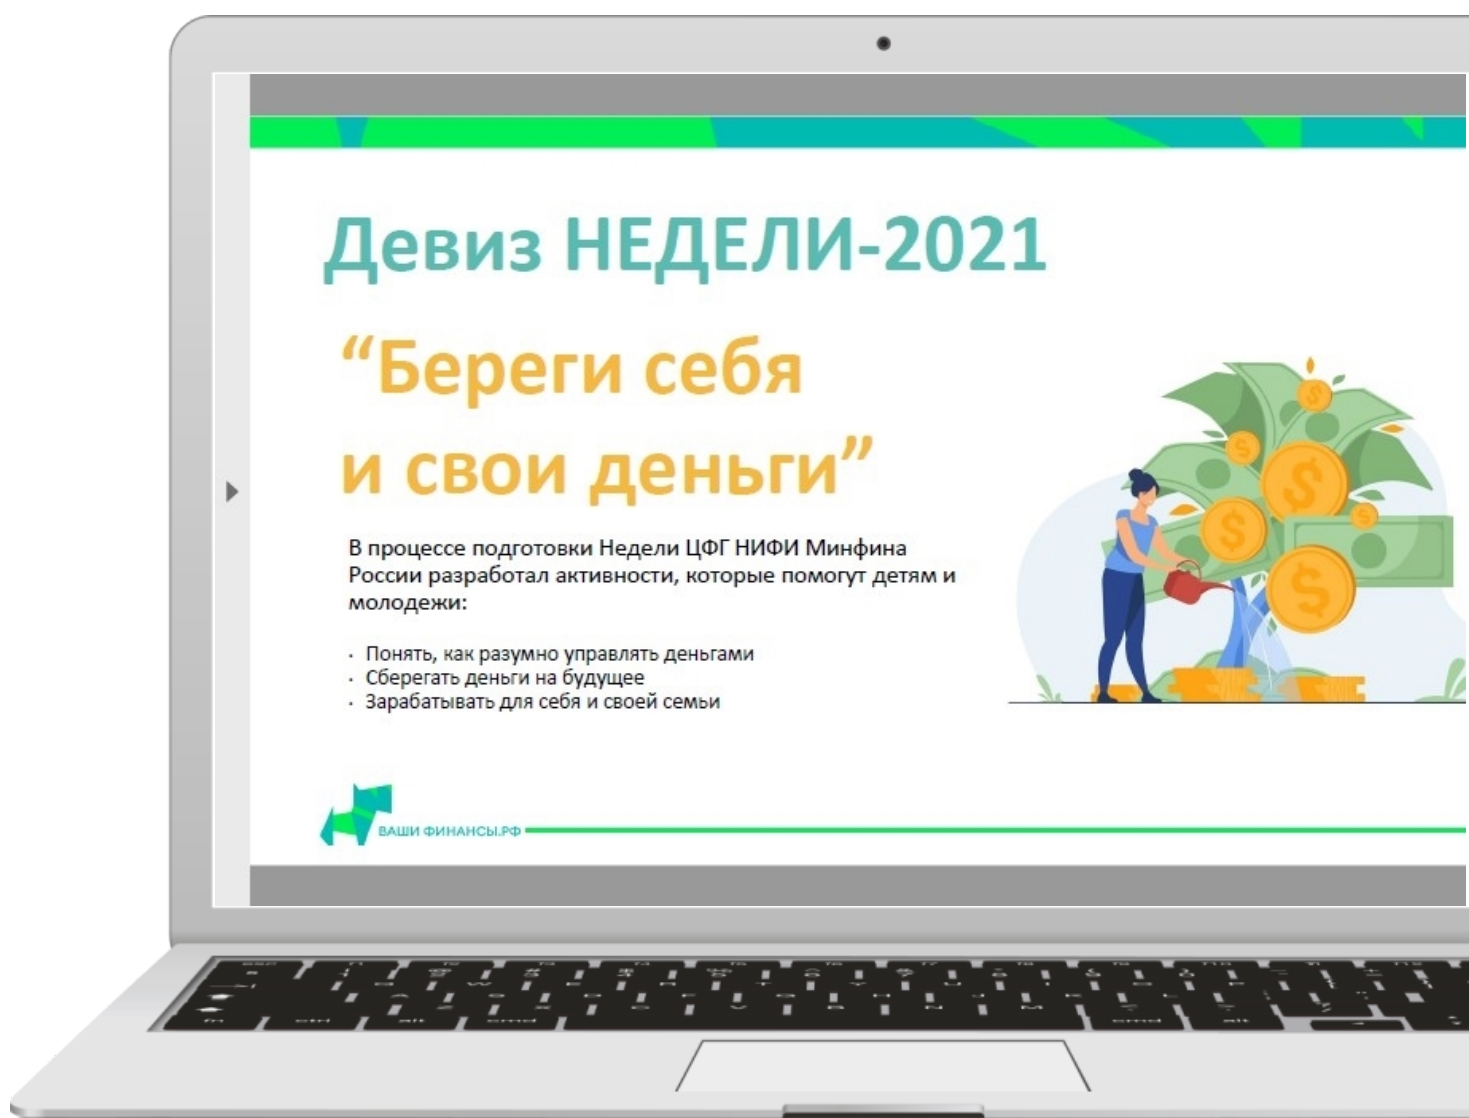 Девиз НЕДЕЛИ-2021
“Береги себя
и свои деньги”
В процессе подготовки Недели ЦФГ НИФИ Минфина
России разработал активности, которые помогут детям и
молодежи:
· Понять, как разумно управлять деньгами
· Сберегать деньги на будущее
· Зарабатывать для себя и своей семьи
ВАШИ ФИНАНСЫ.РФ